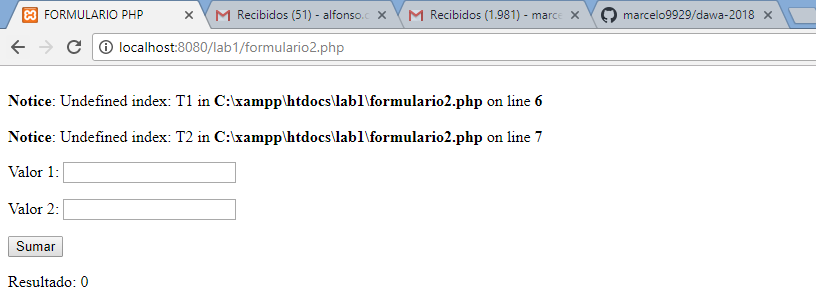 FORMULARIO PHP
Recibidos (51) - alfonso.
Recibidos (1.981) - marce
marcelo9929/dawa-2018
localhost:8080/lab1/formulario2.php
Notice: Undefined index: T1 in C:\xampp\htdocs\lab1\formulario2.php on line 6
Notice: Undefined index: T2 in C:\xampp\htdocs\lab1\formulario2.php on line 7
Valor 1:
Valor 2:
Sumar
Resultado: 0